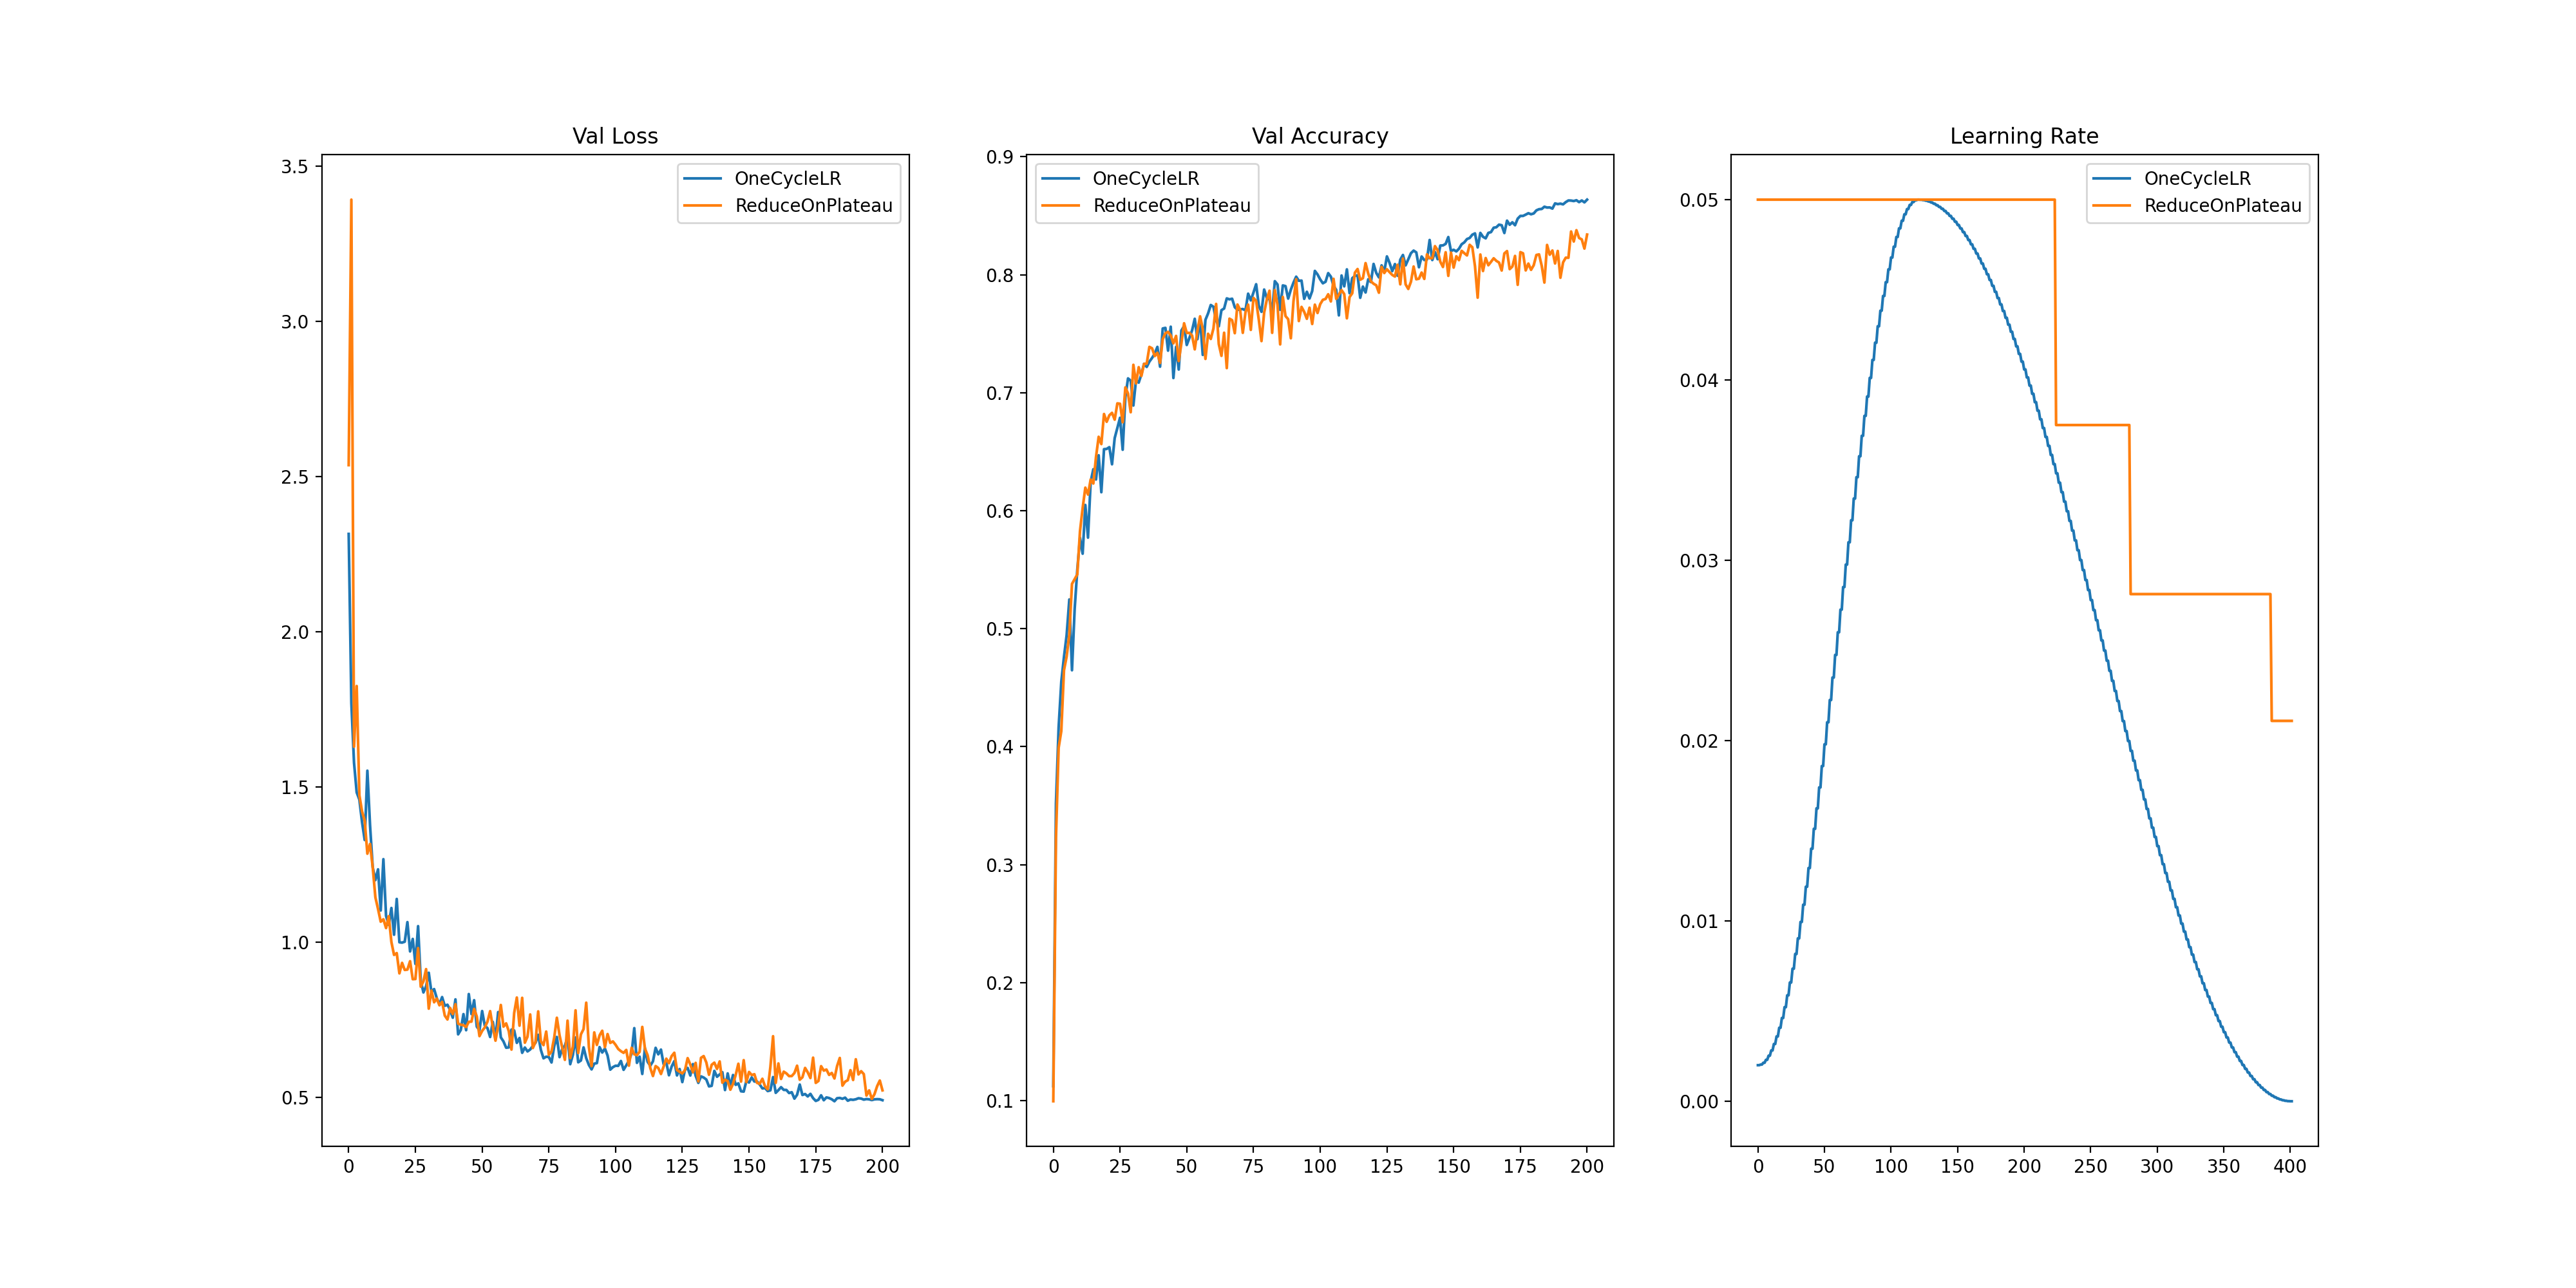 Val Loss
OneCycleLR
ReduceOnPlateau
3.5
3.0
2.5
2.0
1.5
1.0
0.5
0 25 50 75 100 125 150 175 200
Val Accuracy
OneCycleLR
ReduceOnPlateau
0.9
0.8
0.7
0.6
0.5
0.4
0.3
0.2
0.1
0 25 50 75 100 125 150 175 200
Learning Rate
OneCycleLR
ReduceOnPlateau
0.05
0.04
0.03
0.02
0.01
0.00
0 50 100 150 200 250 300 350 400